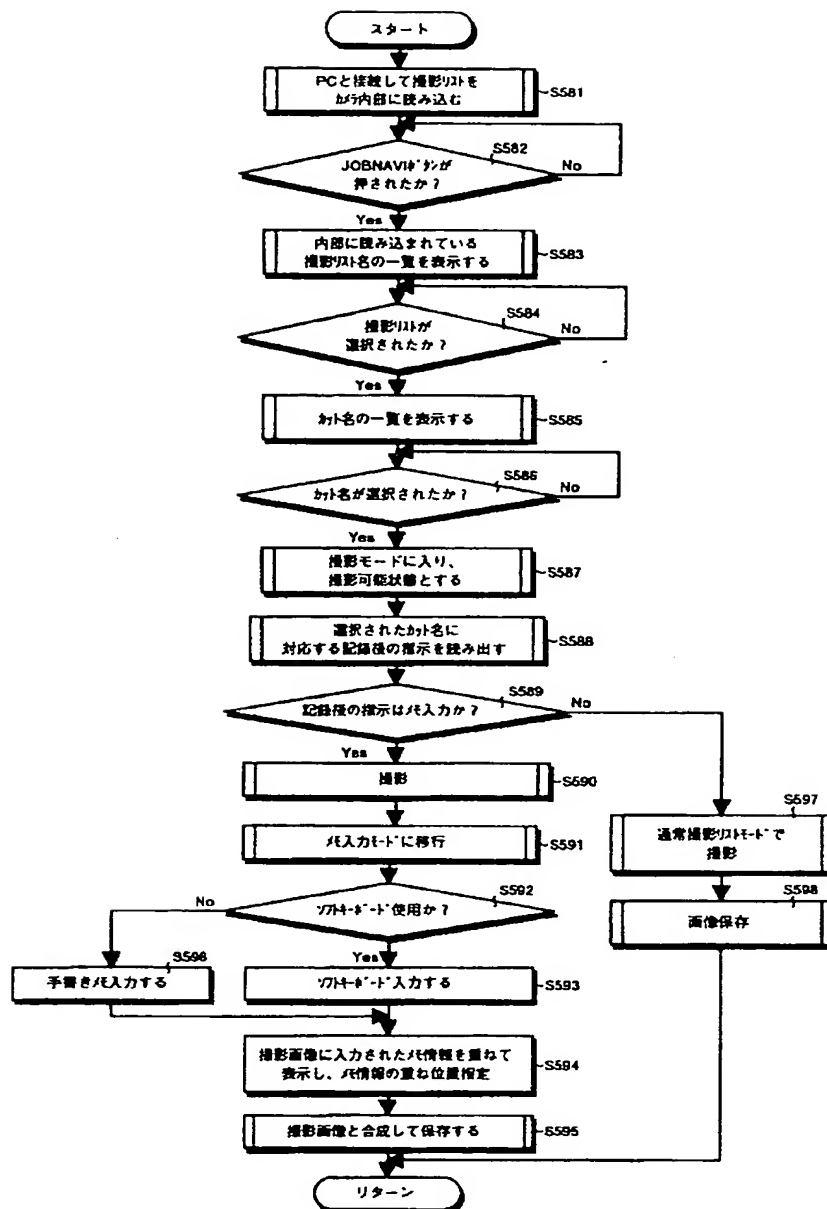 スタート
PCと接続して撮影リストを
カメラ内部に読み込む
S581
S582
JOBNAVIボタンが
押されたか?
No
Yes
内部に読み込まれている
撮影リスト名の一覧を表示する
S583
S584
撮影リストが
選択されたか?
No
Yes
カット名の一覧を表示する
S585
S586
カット名が選択されたか?
No
Yes
撮影モードに入り、
撮影可能状態とする
S587
選択されたカット名に
対応する記録後の指示を読み出す
S588
S589
記録後の指示はメモ入力か?
No
Yes
撮影
S590
S597
通常撮影リストモードで
撮影
メモ入力モードに移行
S591
S592
ソフトキーボード使用か?
No
S598
画像保存
Yes
S596
手書きメモ入力する
ソフトキーボード入力する
S593
撮影画像に入力されたメモ情報を重ねて
表示し、メモ情報の重ね位置指定
S594
撮影画像と合成して保存する
S595
リターン